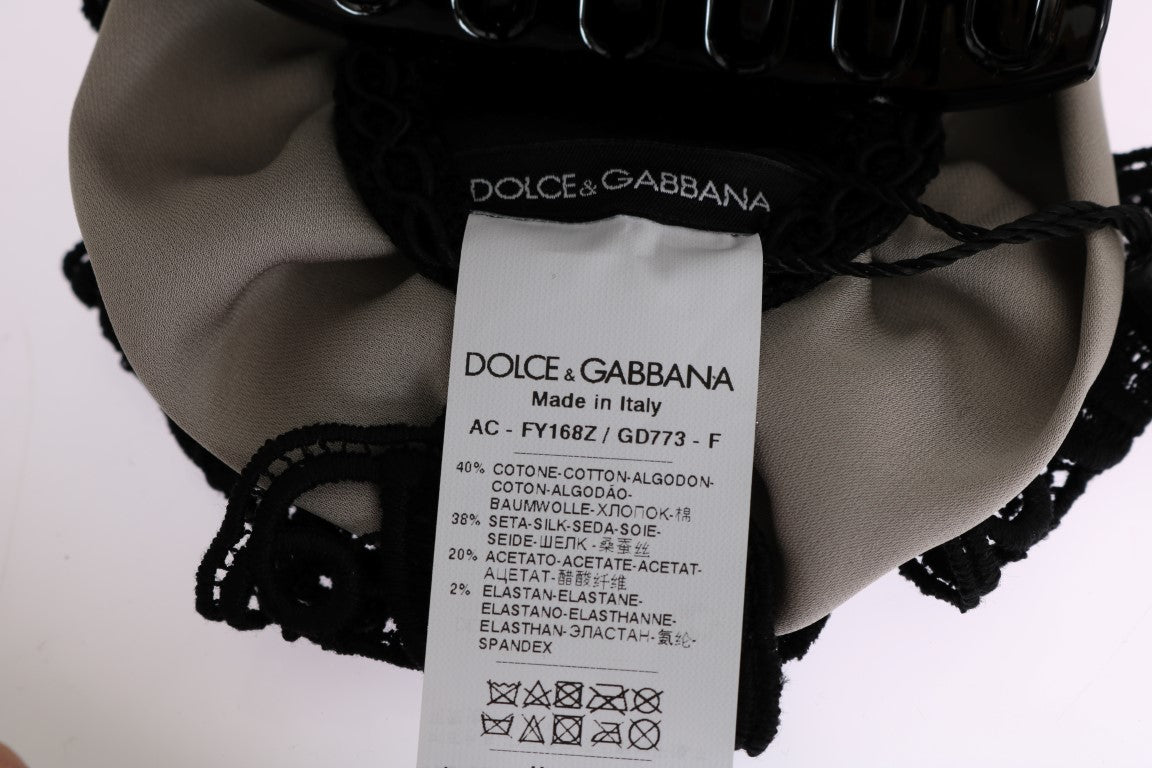 DOLCE&GABBANA
DOLCE & GABBANA
Made in Italy
AC - FY168Z / GD773 - F
40% COTONE-COTTON-ALGODON-
COTON-ALGODÃO-
BAUMWOLLE-ХЛОПОК-棉
38% SETA-SILK-SEDA-SOIE-
SEIDE-ШЕЛК -桑蚕丝
20% ACETATO-ACETATE-ACETAT-
АЦЕТАТ-醋酸纤维
2% ELASTAN-ELASTANE-
ELASTANO-ELASTHANNE-
ELASTHAN-ЭЛАСТАН-氨纶-
SPANDEX